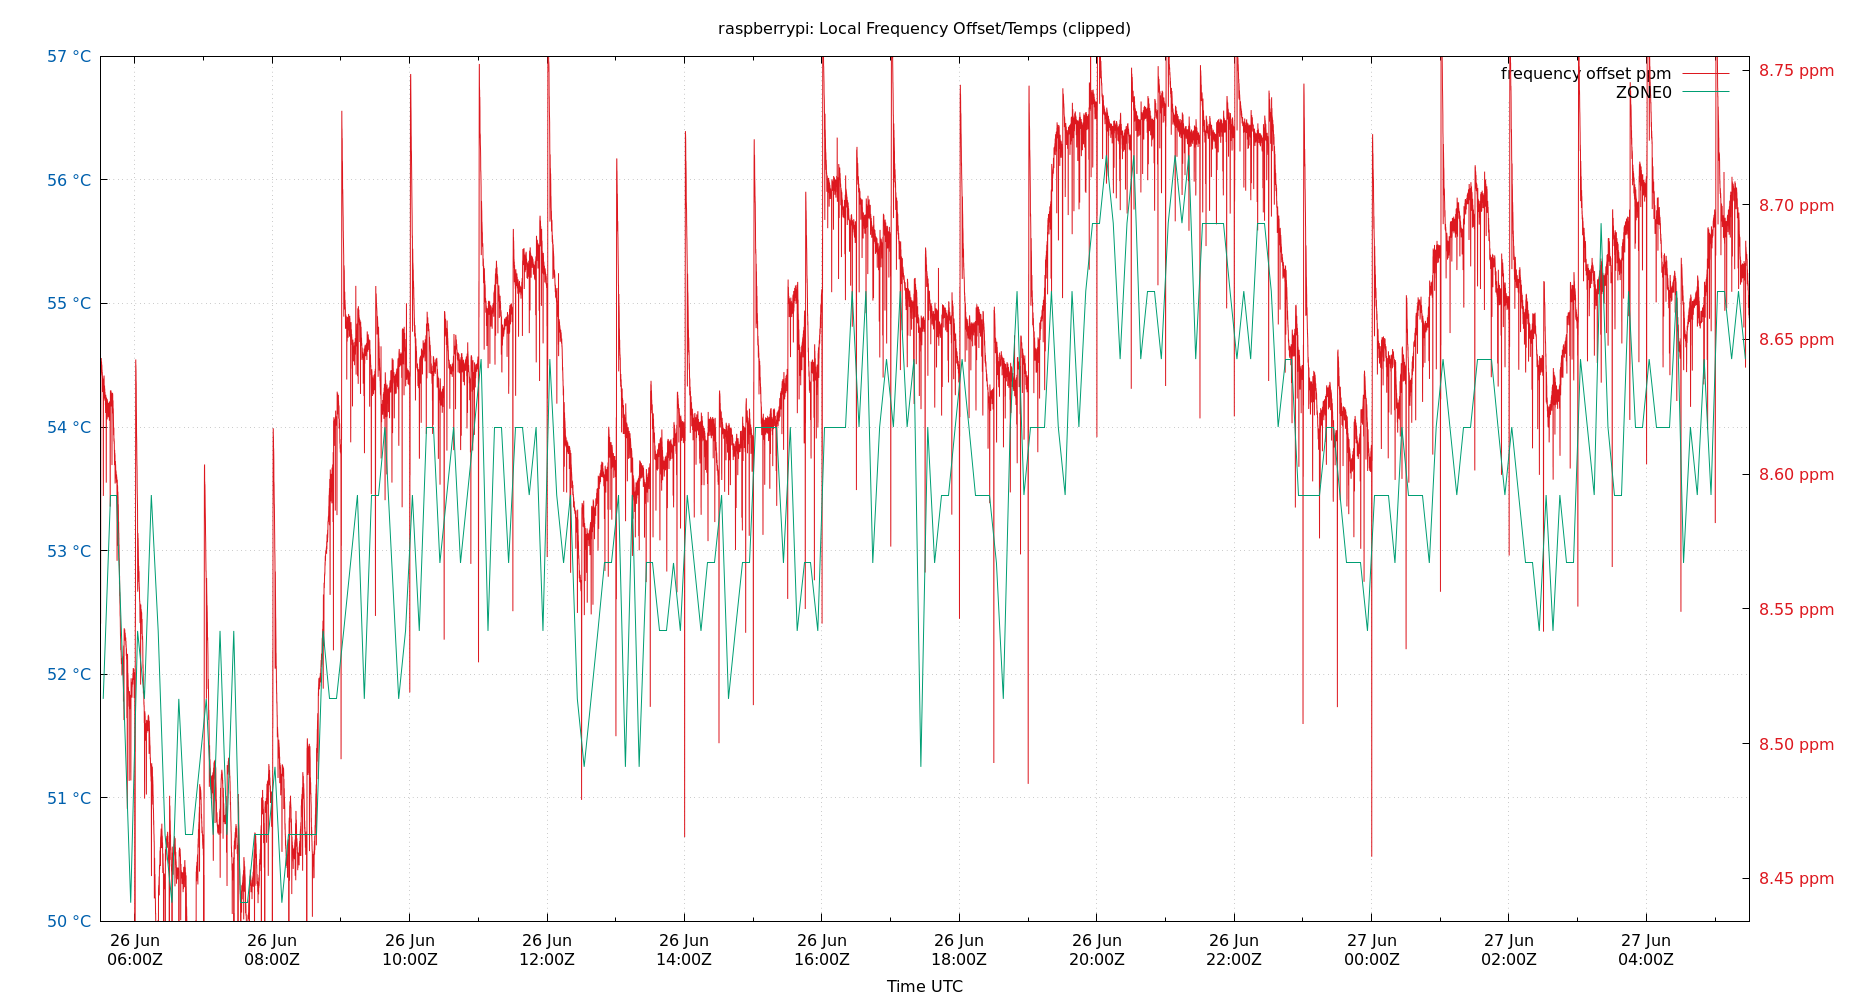 raspberrypi: Local Frequency Offset/Temps (clipped)
57 °C
56 °C
55 °C
54 °C
53 °C
52 °C
51 °C
50 °C
frequency offset ppm
ZONE0
8.75 ppm
8.70 ppm
8.65 ppm
8.60 ppm
8.55 ppm
8.50 ppm
8.45 ppm
26 Jun 26 Jun 26 Jun 26 Jun 26 Jun 26 Jun 26 Jun 26 Jun 26 Jun 27 Jun 27 Jun 27 Jun
06:00Z 08:00Z 10:00Z 12:00Z 14:00Z 16:00Z 18:00Z 20:00Z 22:00Z 00:00Z 02:00Z 04:00Z
Time UTC